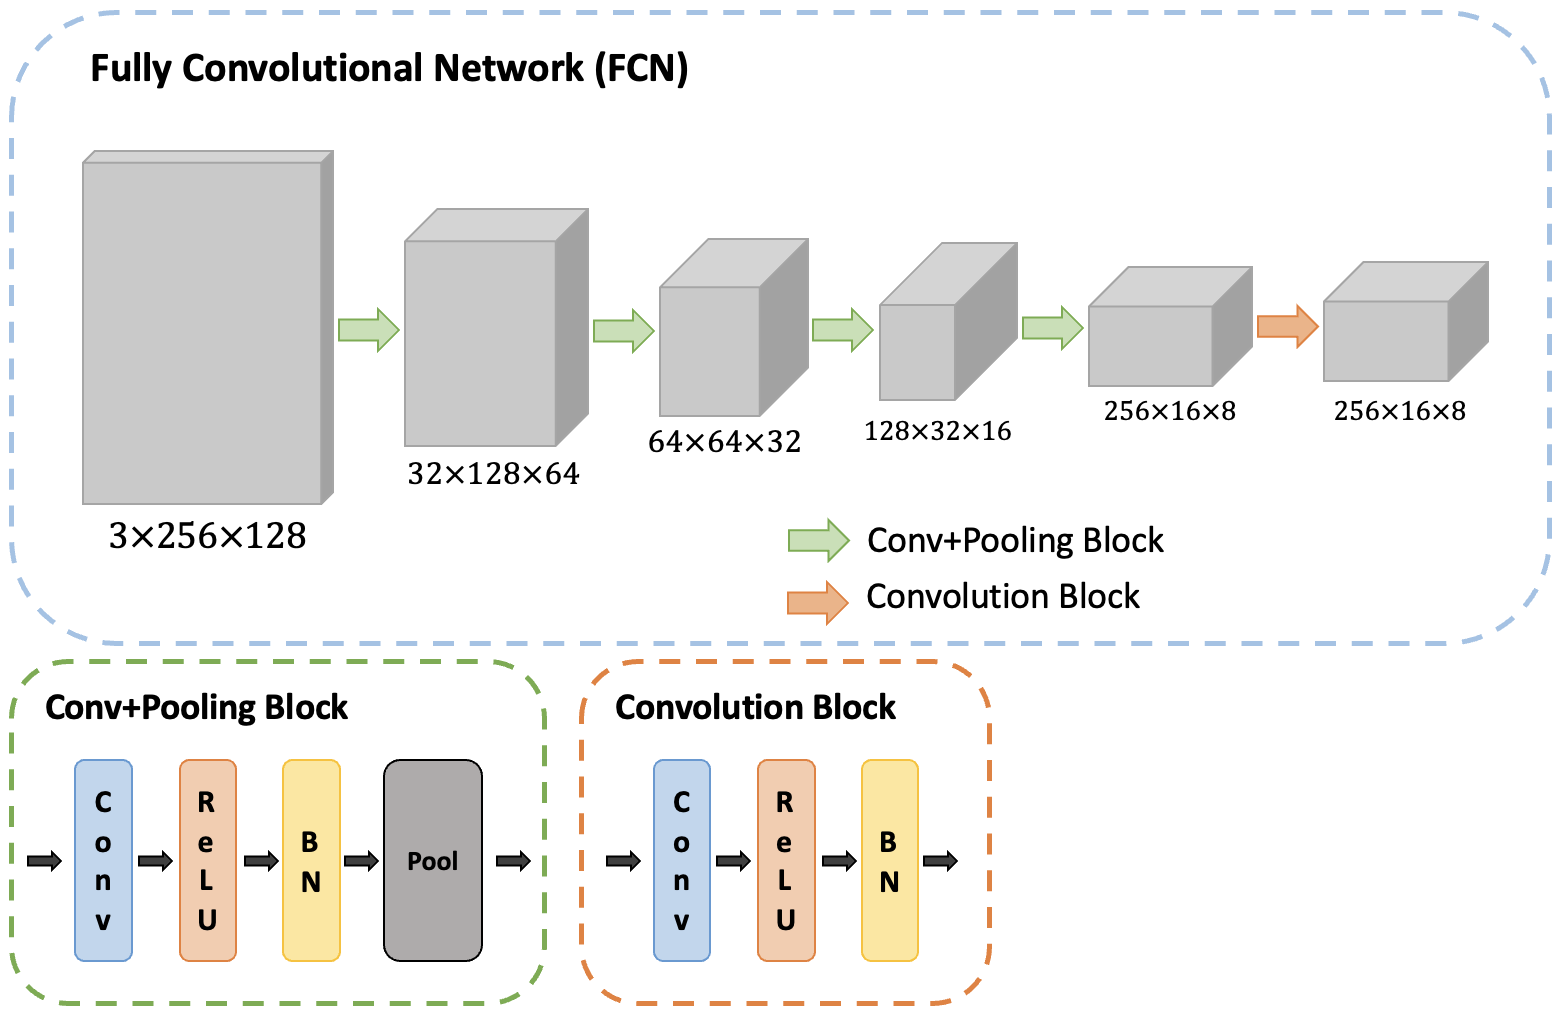 Fully Convolutional Network (FCN)
3×256×128
32×128×64
64×64×32
128×32×16
256×16×8
256×16×8
Conv+Pooling Block
Convolution Block
Conv+Pooling Block
Conv
ReLU
BN
Pool
Convolution Block
Conv
ReLU
BN